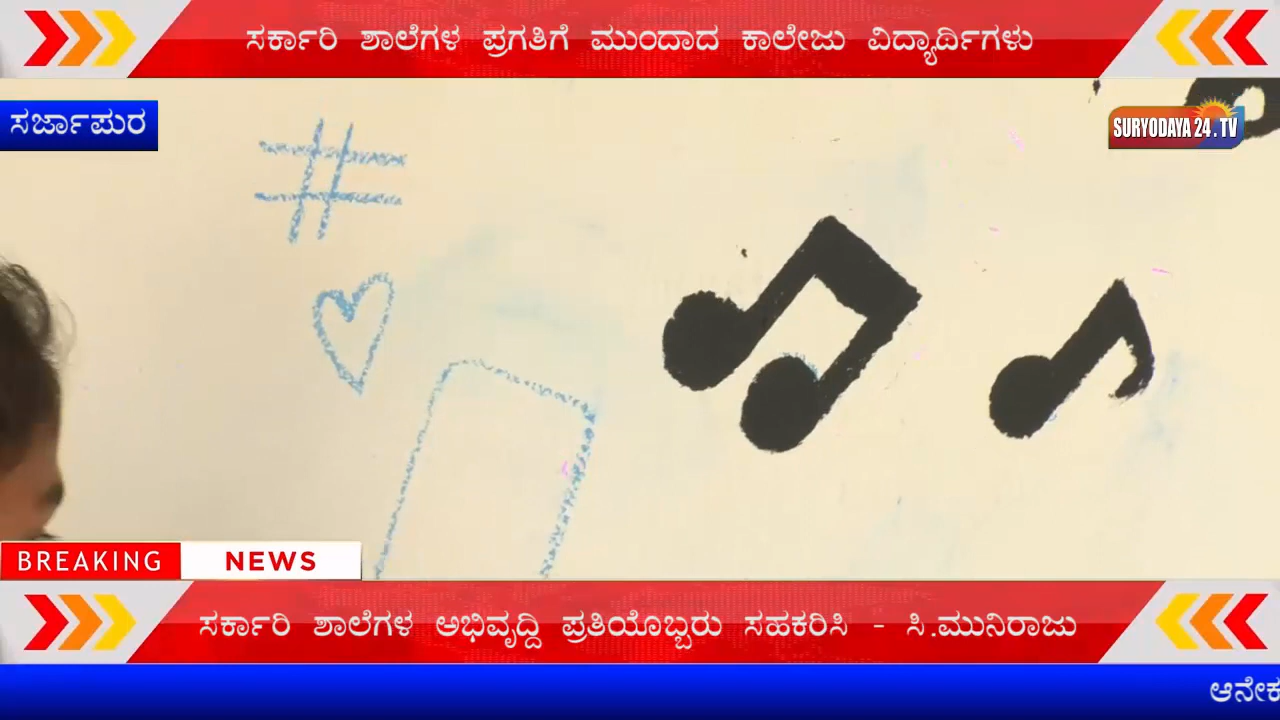 ಸರ್ಕಾರಿ ಶಾಲೆಗಳ ಪ್ರಗತಿಗೆ ಮುಂದಾದ ಕಾಲೇಜು ವಿದ್ಯಾರ್ಥಿಗಳು
ಸರ್ಜಾಪುರ
SURYODAYA 24.TV
#
BREAKING NEWS
ಸರ್ಕಾರಿ ಶಾಲೆಗಳ ಅಭಿವೃದ್ದಿ ಪ್ರತಿಯೊಬ್ಬರು ಸಹಕರಿಸಿ - ಸಿ.ಮುನಿರಾಜು